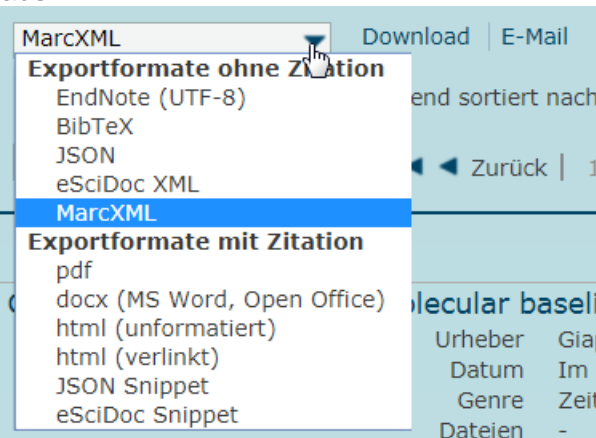 MarcXML Download E-Mail
Exportformate ohne Zitation
EndNote (UTF-8)
BibTeX end sortiert nach
JSON
eSciDoc XML Zurück
MarcXML
Exportformate mit Zitation
pdf
docx (MS Word, Open Office) lecular baseli
html (unformatiert) Urheber Gia
html (verlinkt) Datum Im
JSON Snippet Genre Zeit
eSciDoc Snippet Dateien -